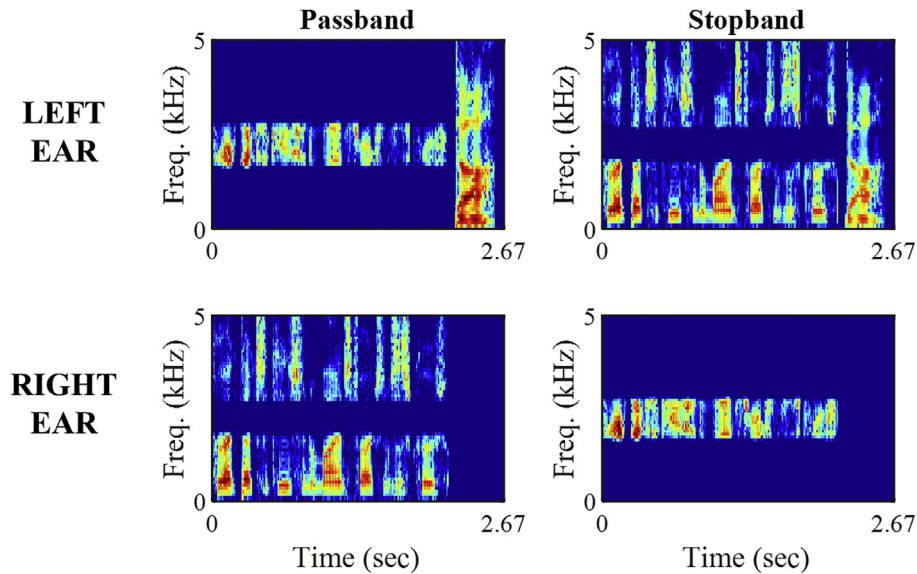 Passband Stopband
LEFT
EAR
Freq. (kHz)
5
0
0 2.67
Freq. (kHz)
5
0
0 2.67
RIGHT
EAR
Freq. (kHz)
5
0
0 2.67
Time (sec)
Freq. (kHz)
5
0
0 2.67
Time (sec)